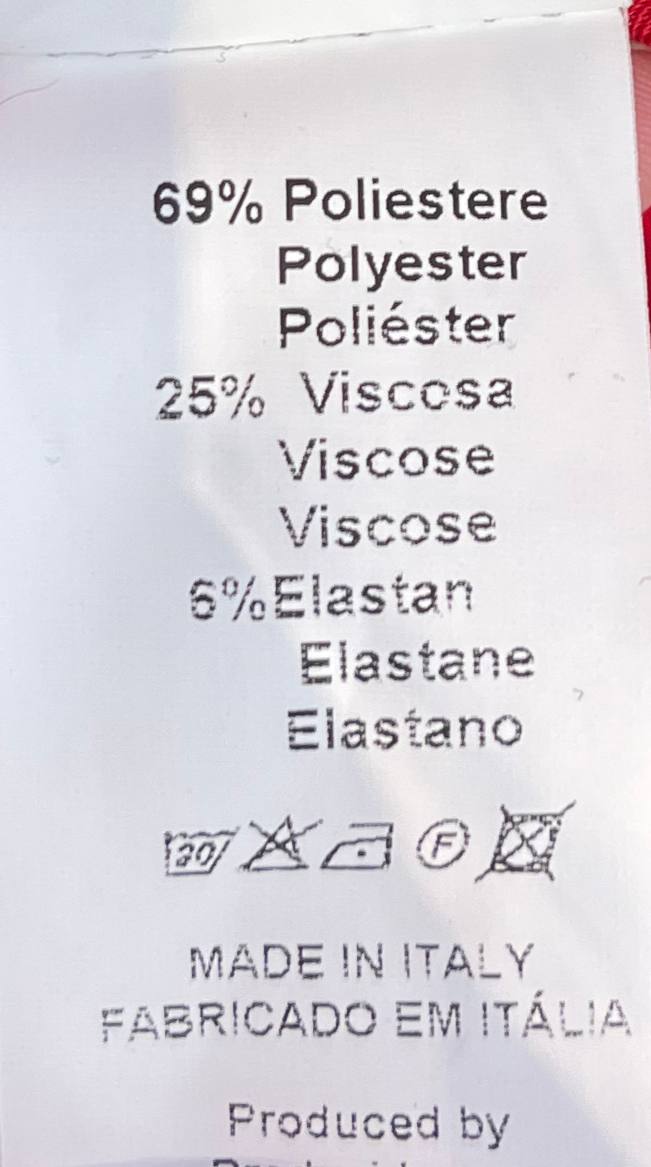 69% Poliestere
Polyester
Poliéster
25% Viscosa
Viscose
Viscose
6% Elastan
Elastane
Elastano
30
F
MADE IN ITALY
FABRICADO EM ITÁLIA
Produced by